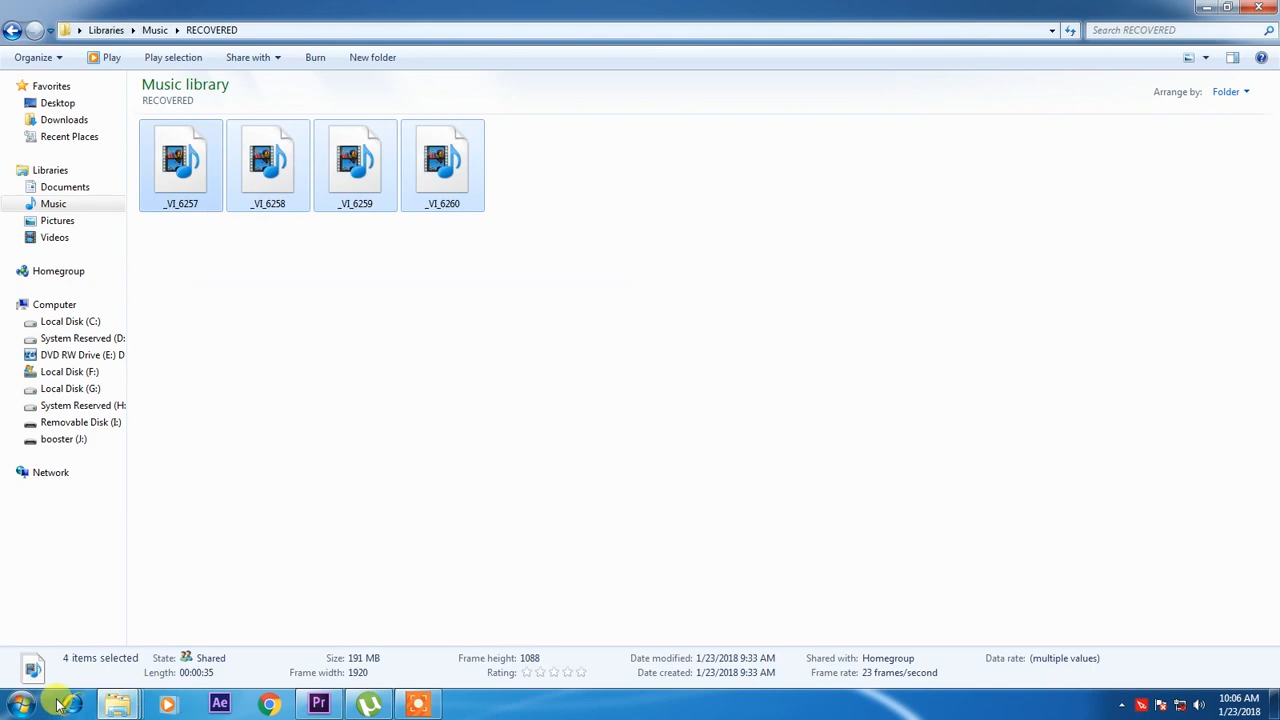 Libraries Music RECOVERED Search RECOVERED
Organize Play Play selection Share with Burn New folder
Favorites
Desktop
Downloads
Recent Places
Libraries
Documents
Music
Pictures
Videos
Homegroup
Computer
Local Disk (C:)
System Reserved (D:
DVD RW Drive (E:) D
Local Disk (F:)
Local Disk (G:)
System Reserved (H:
Removable Disk (I:)
booster (J:)
Network
Music library
RECOVERED
Arrange by: Folder
_VI_6257 _VI_6258 _VI_6259 _VI_6260
4 items selected State: Shared Size: 191 MB Frame height: 1088 Date modified: 1/23/2018 9:33 AM Shared with: Homegroup Data rate: (multiple values)
Length: 00:00:35 Frame width: 1920 Rating: Date created: 1/23/2018 9:33 AM Frame rate: 23 frames/second
Ae Pr
10:06 AM
1/23/2018